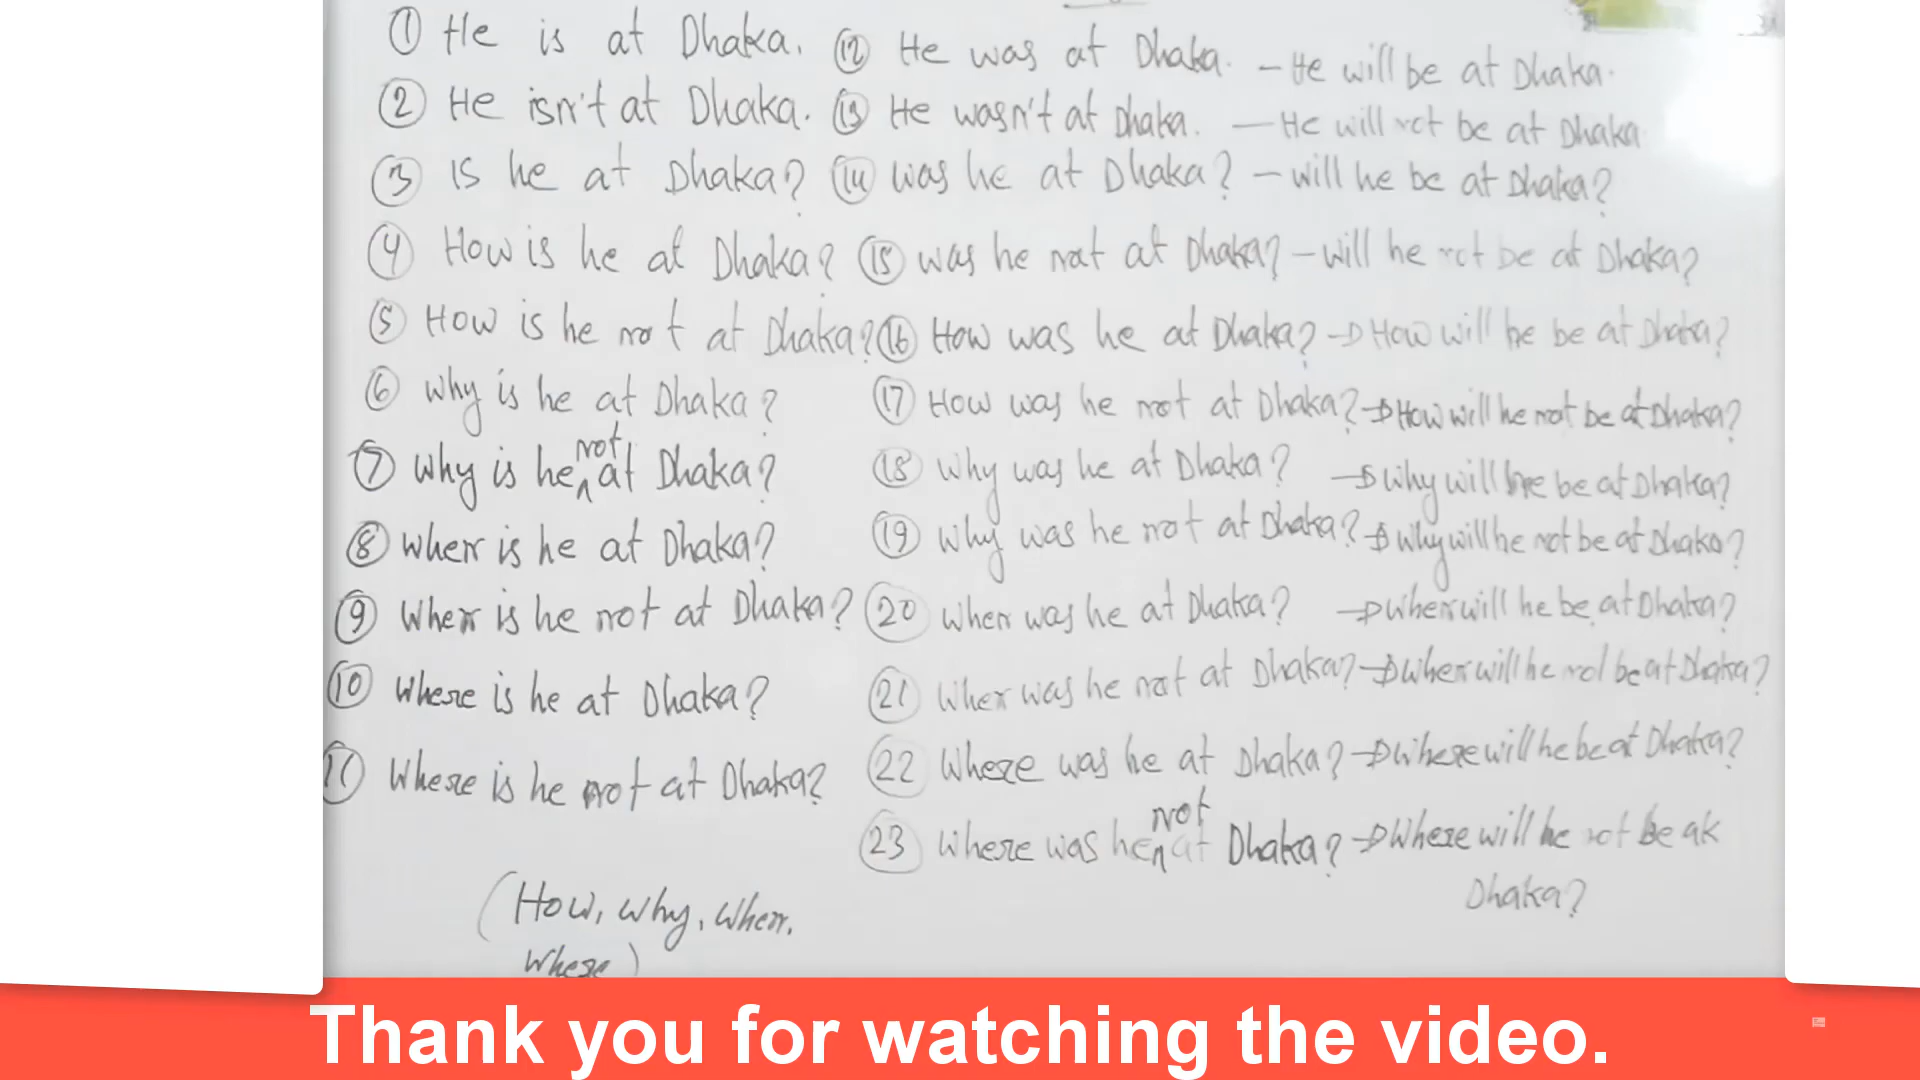 ① He is at Dhaka. ⑫ He was at Dhaka. - He will be at Dhaka.
② He isn't at Dhaka. ⑬ He wasn't at Dhaka. - He will not be at Dhaka
③ Is he at Dhaka? ⑭ was he at Dhaka? - will he be at Dhaka?
④ How is he at Dhaka? ⑮ was he not at Dhaka? - will he not be at Dhaka?
⑤ How is he not at Dhaka? ⑯ How was he at Dhaka? → How will he be at Dhaka?
⑥ why is he at Dhaka? ⑰ How was he not at Dhaka? → How will he not be at Dhaka?
⑦ why is he not at Dhaka? ⑱ why was he at Dhaka? → why will he be at Dhaka?
⑧ when is he at Dhaka? ⑲ why was he not at Dhaka? → why will he not be at Dhaka?
⑨ when is he not at Dhaka? ⑳ when was he at Dhaka? → when will he be at Dhaka?
⑩ where is he at Dhaka? ㉑ when was he not at Dhaka? → when will he not be at Dhaka?
⑪ where is he not at Dhaka? ㉒ where was he at Dhaka? → where will he be at Dhaka?
㉓ where was he not at Dhaka? → where will he not be at
Dhaka?
(How, why, when,
where)
Thank you for watching the video.